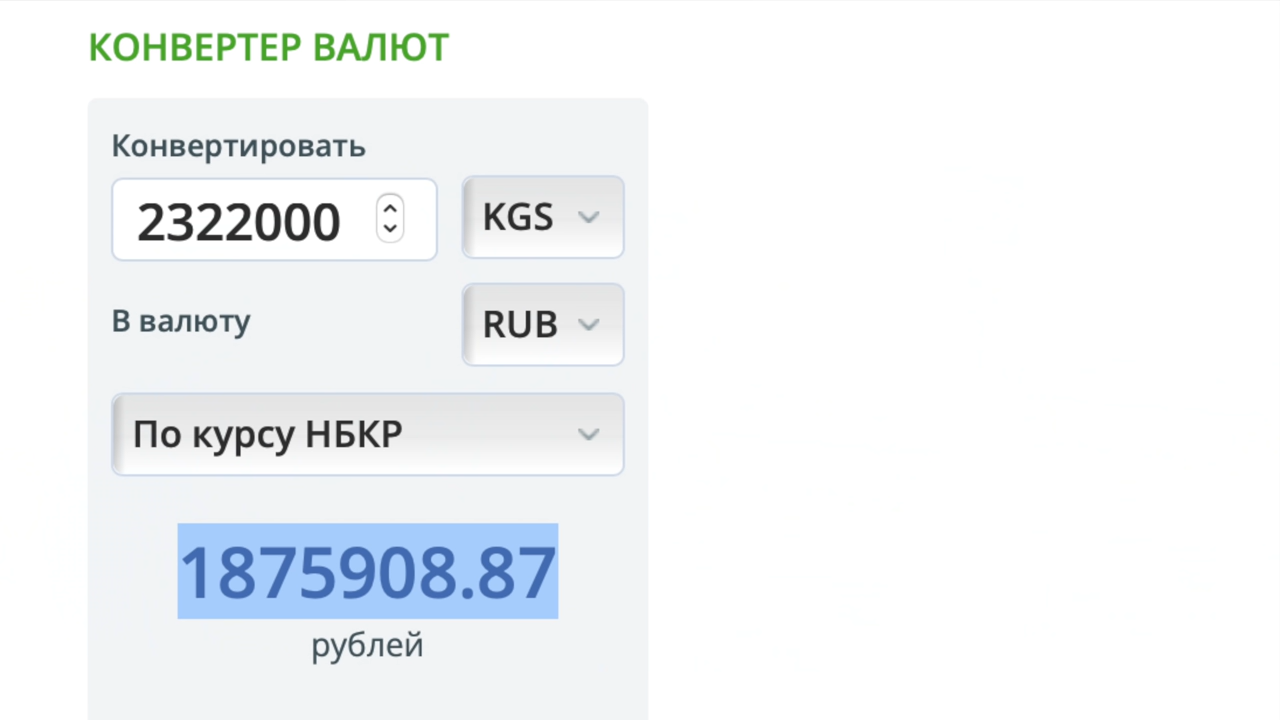 КОНВЕРТЕР ВАЛЮТ
Конвертировать
2322000 KGS
В валюту RUB
По курсу НБКР
1875908.87
рублей